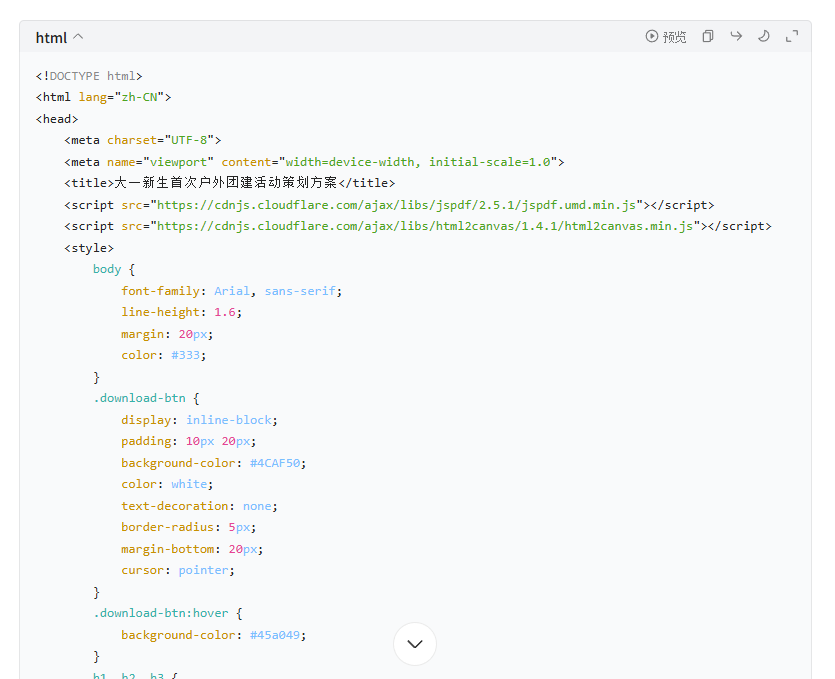 html
预览
<!DOCTYPE html>
<html lang="zh-CN">
<head>
    <meta charset="UTF-8">
    <meta name="viewport" content="width=device-width, initial-scale=1.0">
    <title>大一新生首次户外团建活动策划方案</title>
    <script src="https://cdnjs.cloudflare.com/ajax/libs/jspdf/2.5.1/jspdf.umd.min.js"></script>
    <script src="https://cdnjs.cloudflare.com/ajax/libs/html2canvas/1.4.1/html2canvas.min.js"></script>
    <style>
        body {
            font-family: Arial, sans-serif;
            line-height: 1.6;
            margin: 20px;
            color: #333;
        }
        .download-btn {
            display: inline-block;
            padding: 10px 20px;
            background-color: #4CAF50;
            color: white;
            text-decoration: none;
            border-radius: 5px;
            margin-bottom: 20px;
            cursor: pointer;
        }
        .download-btn:hover {
            background-color: #45a049;
        }
        h1, h2, h3 {